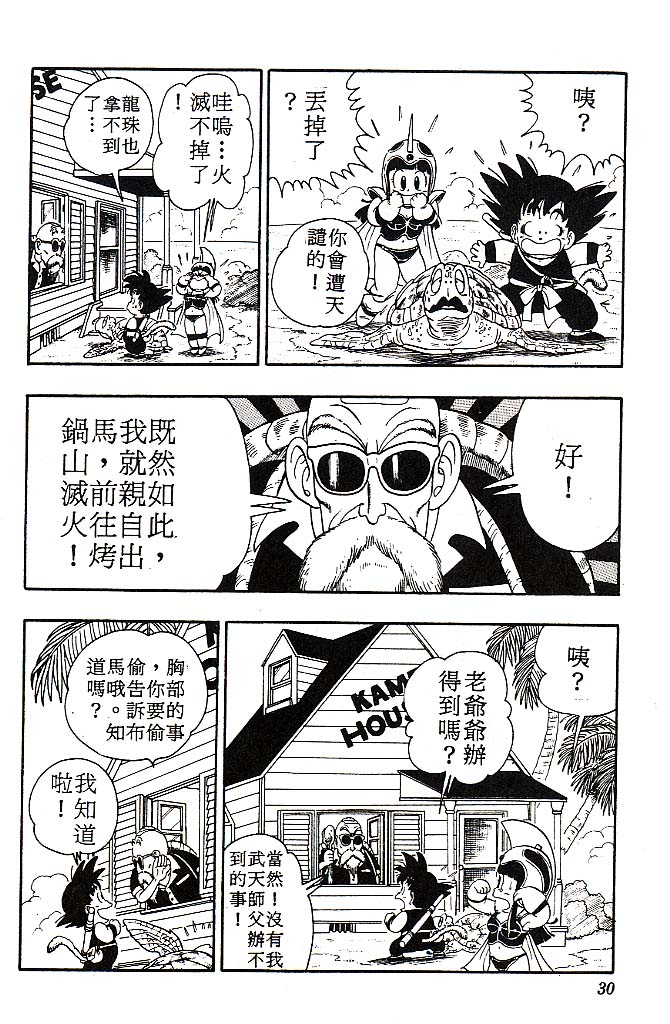 咦?
丟掉了
?
你會遭天
譴的!
哇嗚…火
滅不掉了
!
龍珠也
拿不到
了…
SE
好!
既然如此,
我就親自出
馬,前往烤
鍋山滅火!
咦?
老爺爺辦
得到嗎?
KAM
HOUS
當然!沒有我
武天師父辦不
到的事!
胸部的事
,你要偷
偷告訴布
馬哦。知
道嗎?
我知道
啦!
30